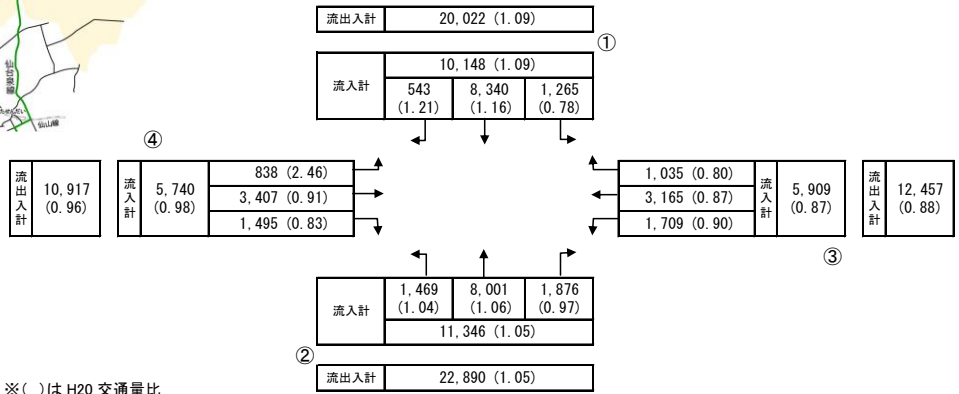 流出入計 20,022 (1.09)
①
流入計 10,148 (1.09)
543 8,340 1,265
(1.21) (1.16) (0.78)
仙山線
④
流出入計 10,917 (0.96)
流入計 5,740 (0.98)
838 (2.46)
3,407 (0.91)
1,495 (0.83)
1,035 (0.80)
3,165 (0.87)
1,709 (0.90)
流入計 5,909 (0.87)
流出入計 12,457 (0.88)
③
流入計
1,469 8,001 1,876
(1.04) (1.06) (0.97)
11,346 (1.05)
②
流出入計 22,890 (1.05)
※( )は H20 交通量比